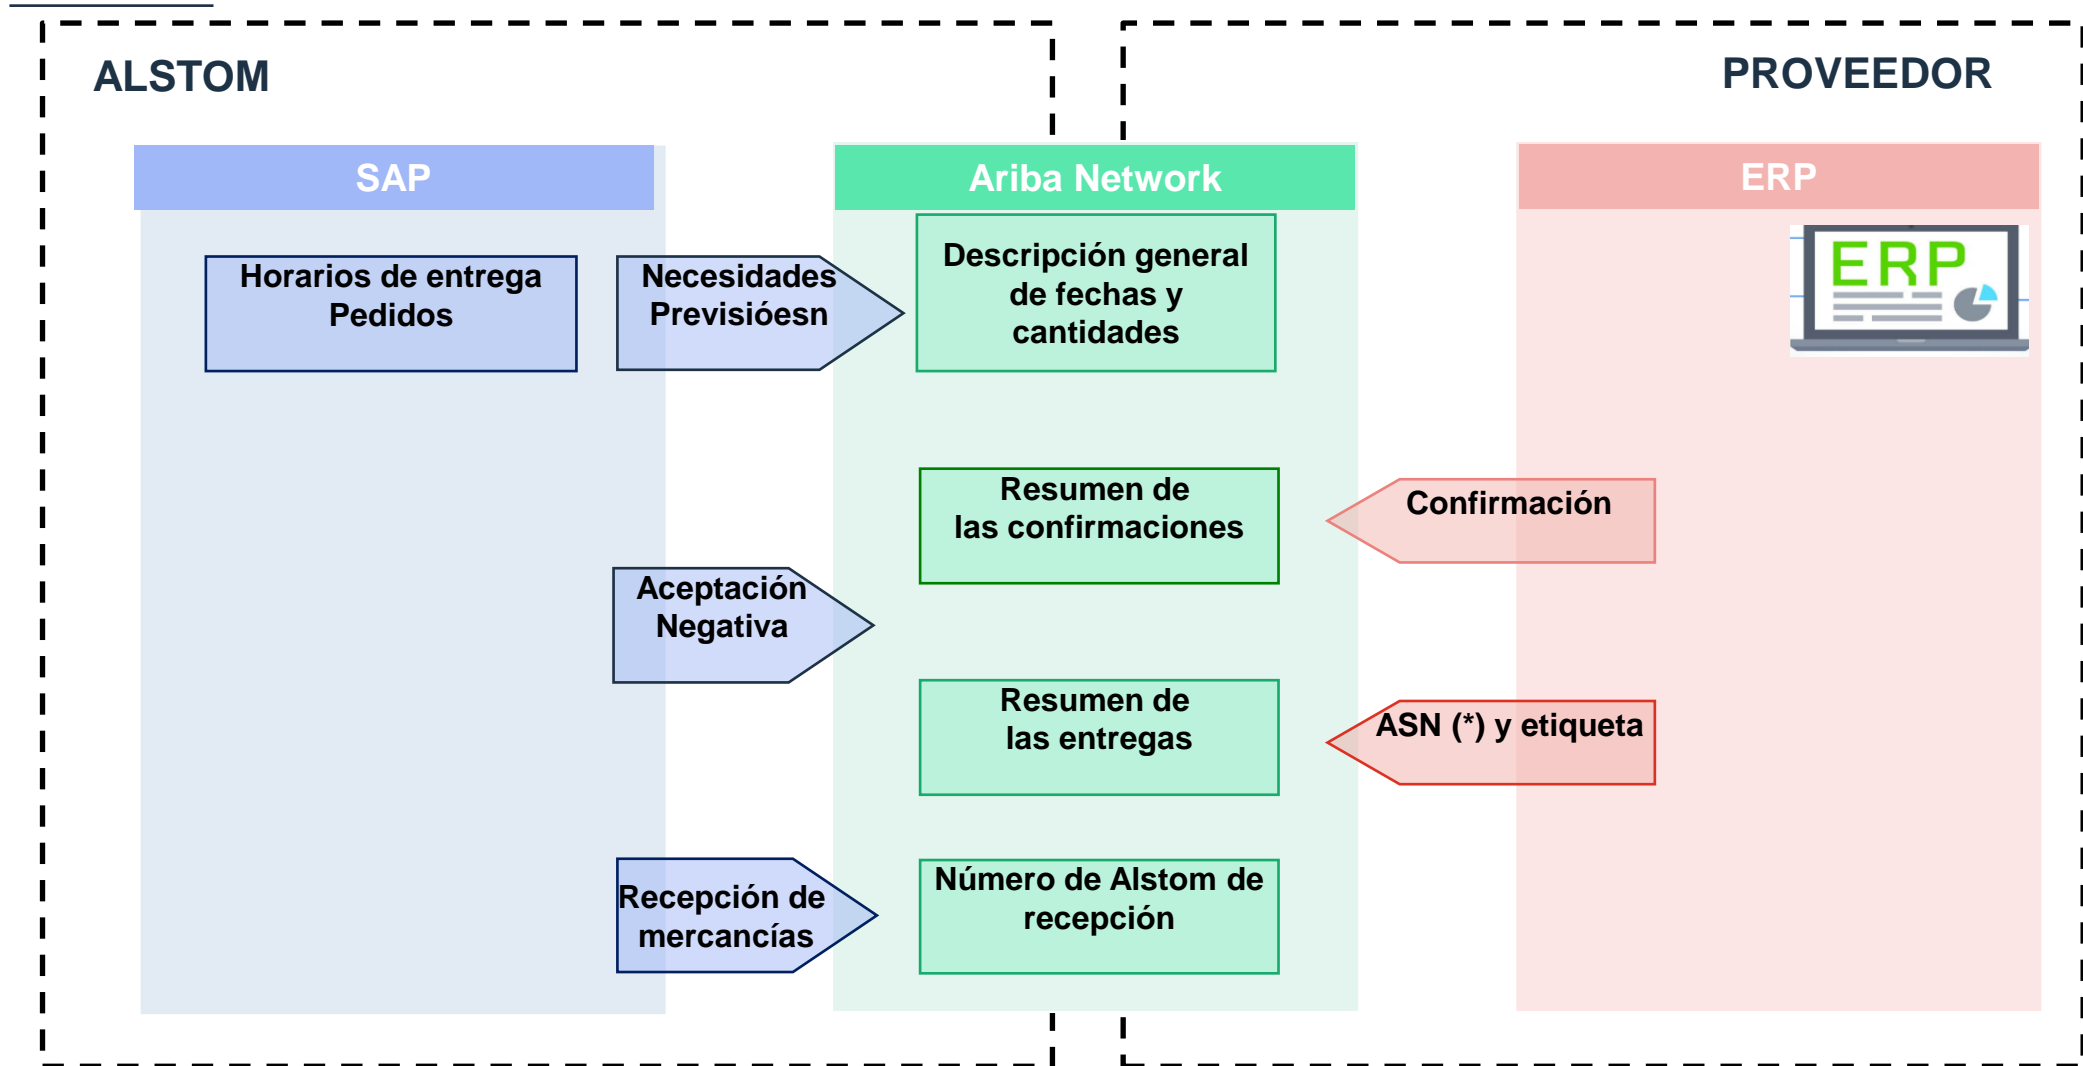 ALSTOM
PROVEEDOR
SAP
Ariba Network
ERP
Horarios de entrega
Pedidos
Necesidades
Previsióesn
Descripción general
de fechas y
cantidades
ERP
Resumen de
las confirmaciones
Confirmación
Aceptación
Negativa
Resumen de
las entregas
ASN (*) y etiqueta
Recepción de
mercancías
Número de Alstom de
recepción